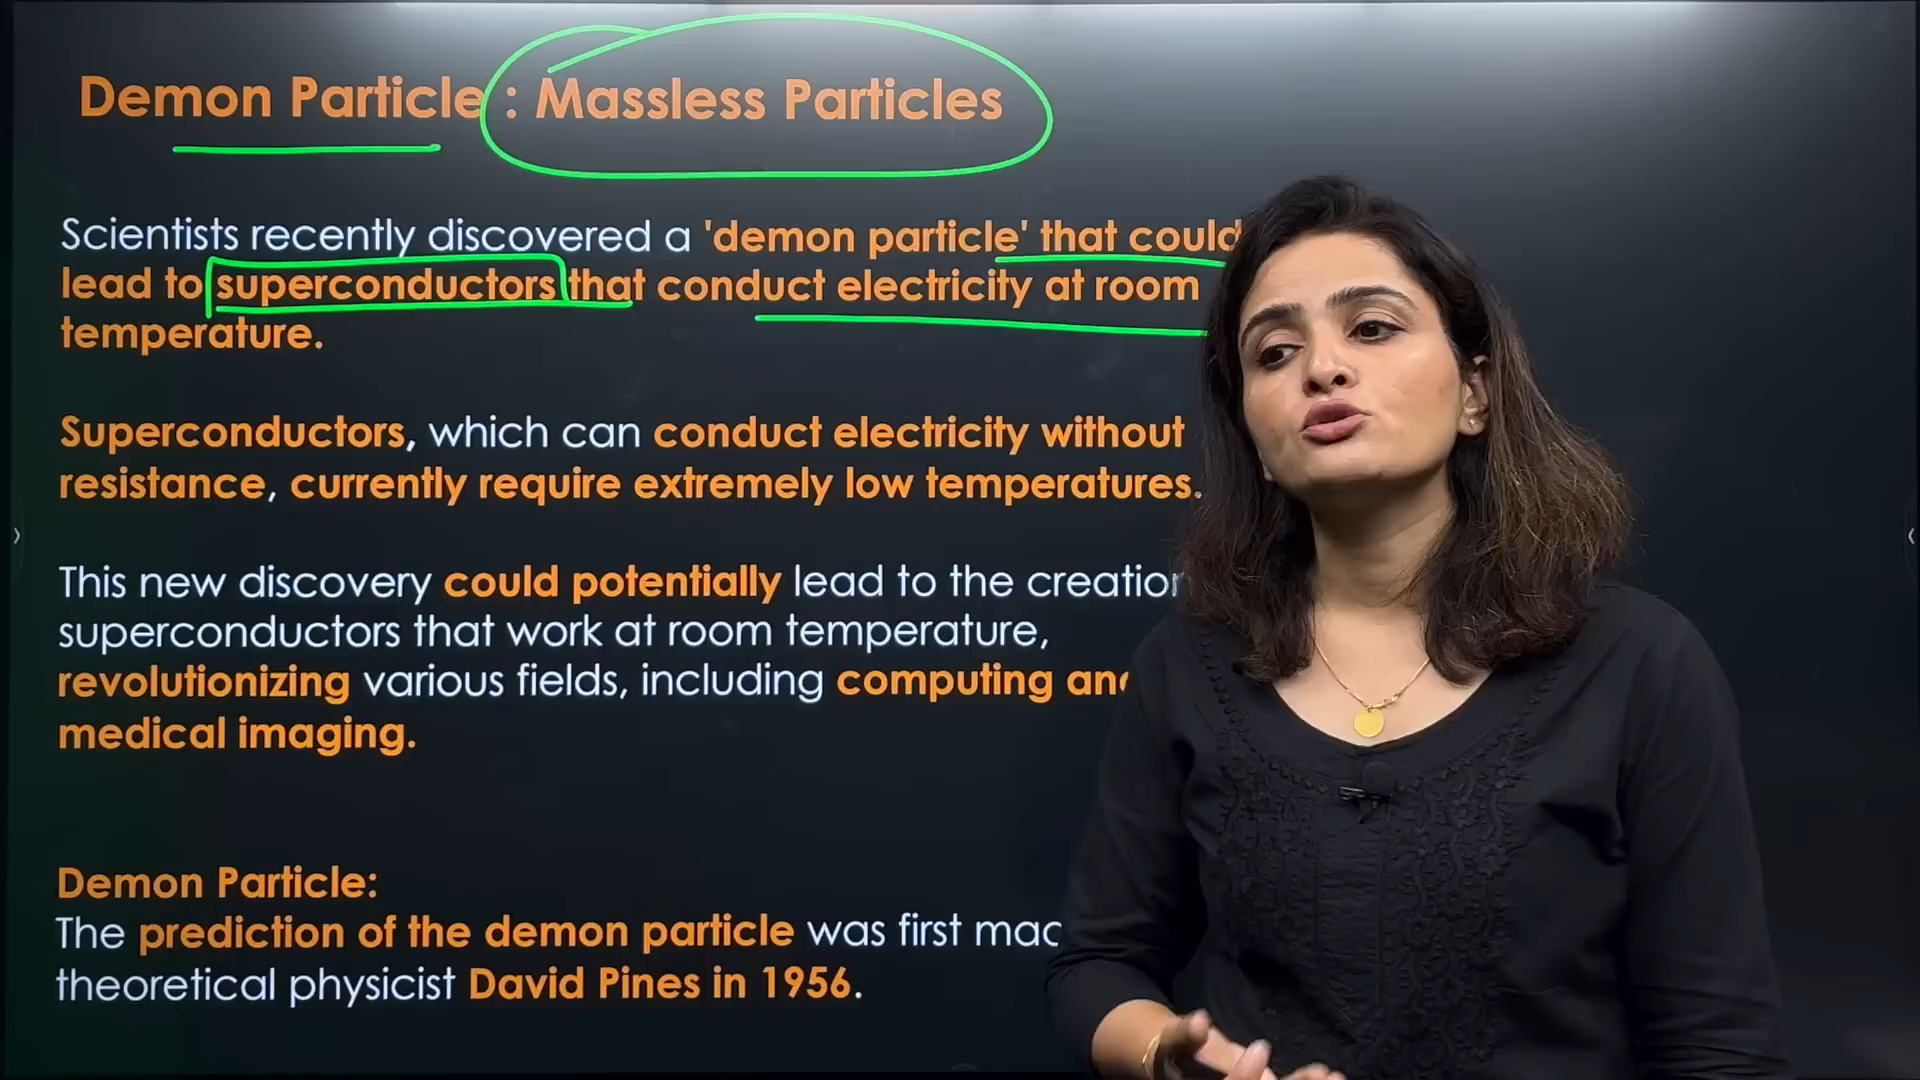 Demon Particle : Massless Particles
Scientists recently discovered a 'demon particle' that could
lead to superconductors that conduct electricity at room
temperature.
Superconductors, which can conduct electricity without
resistance, currently require extremely low temperatures.
This new discovery could potentially lead to the
superconductors that work at room temperature,
revolutionizing various fields, including computing
medical imaging.
Demon Particle:
The prediction of the demon particle was first
theoretical physicist David Pines in 1956.